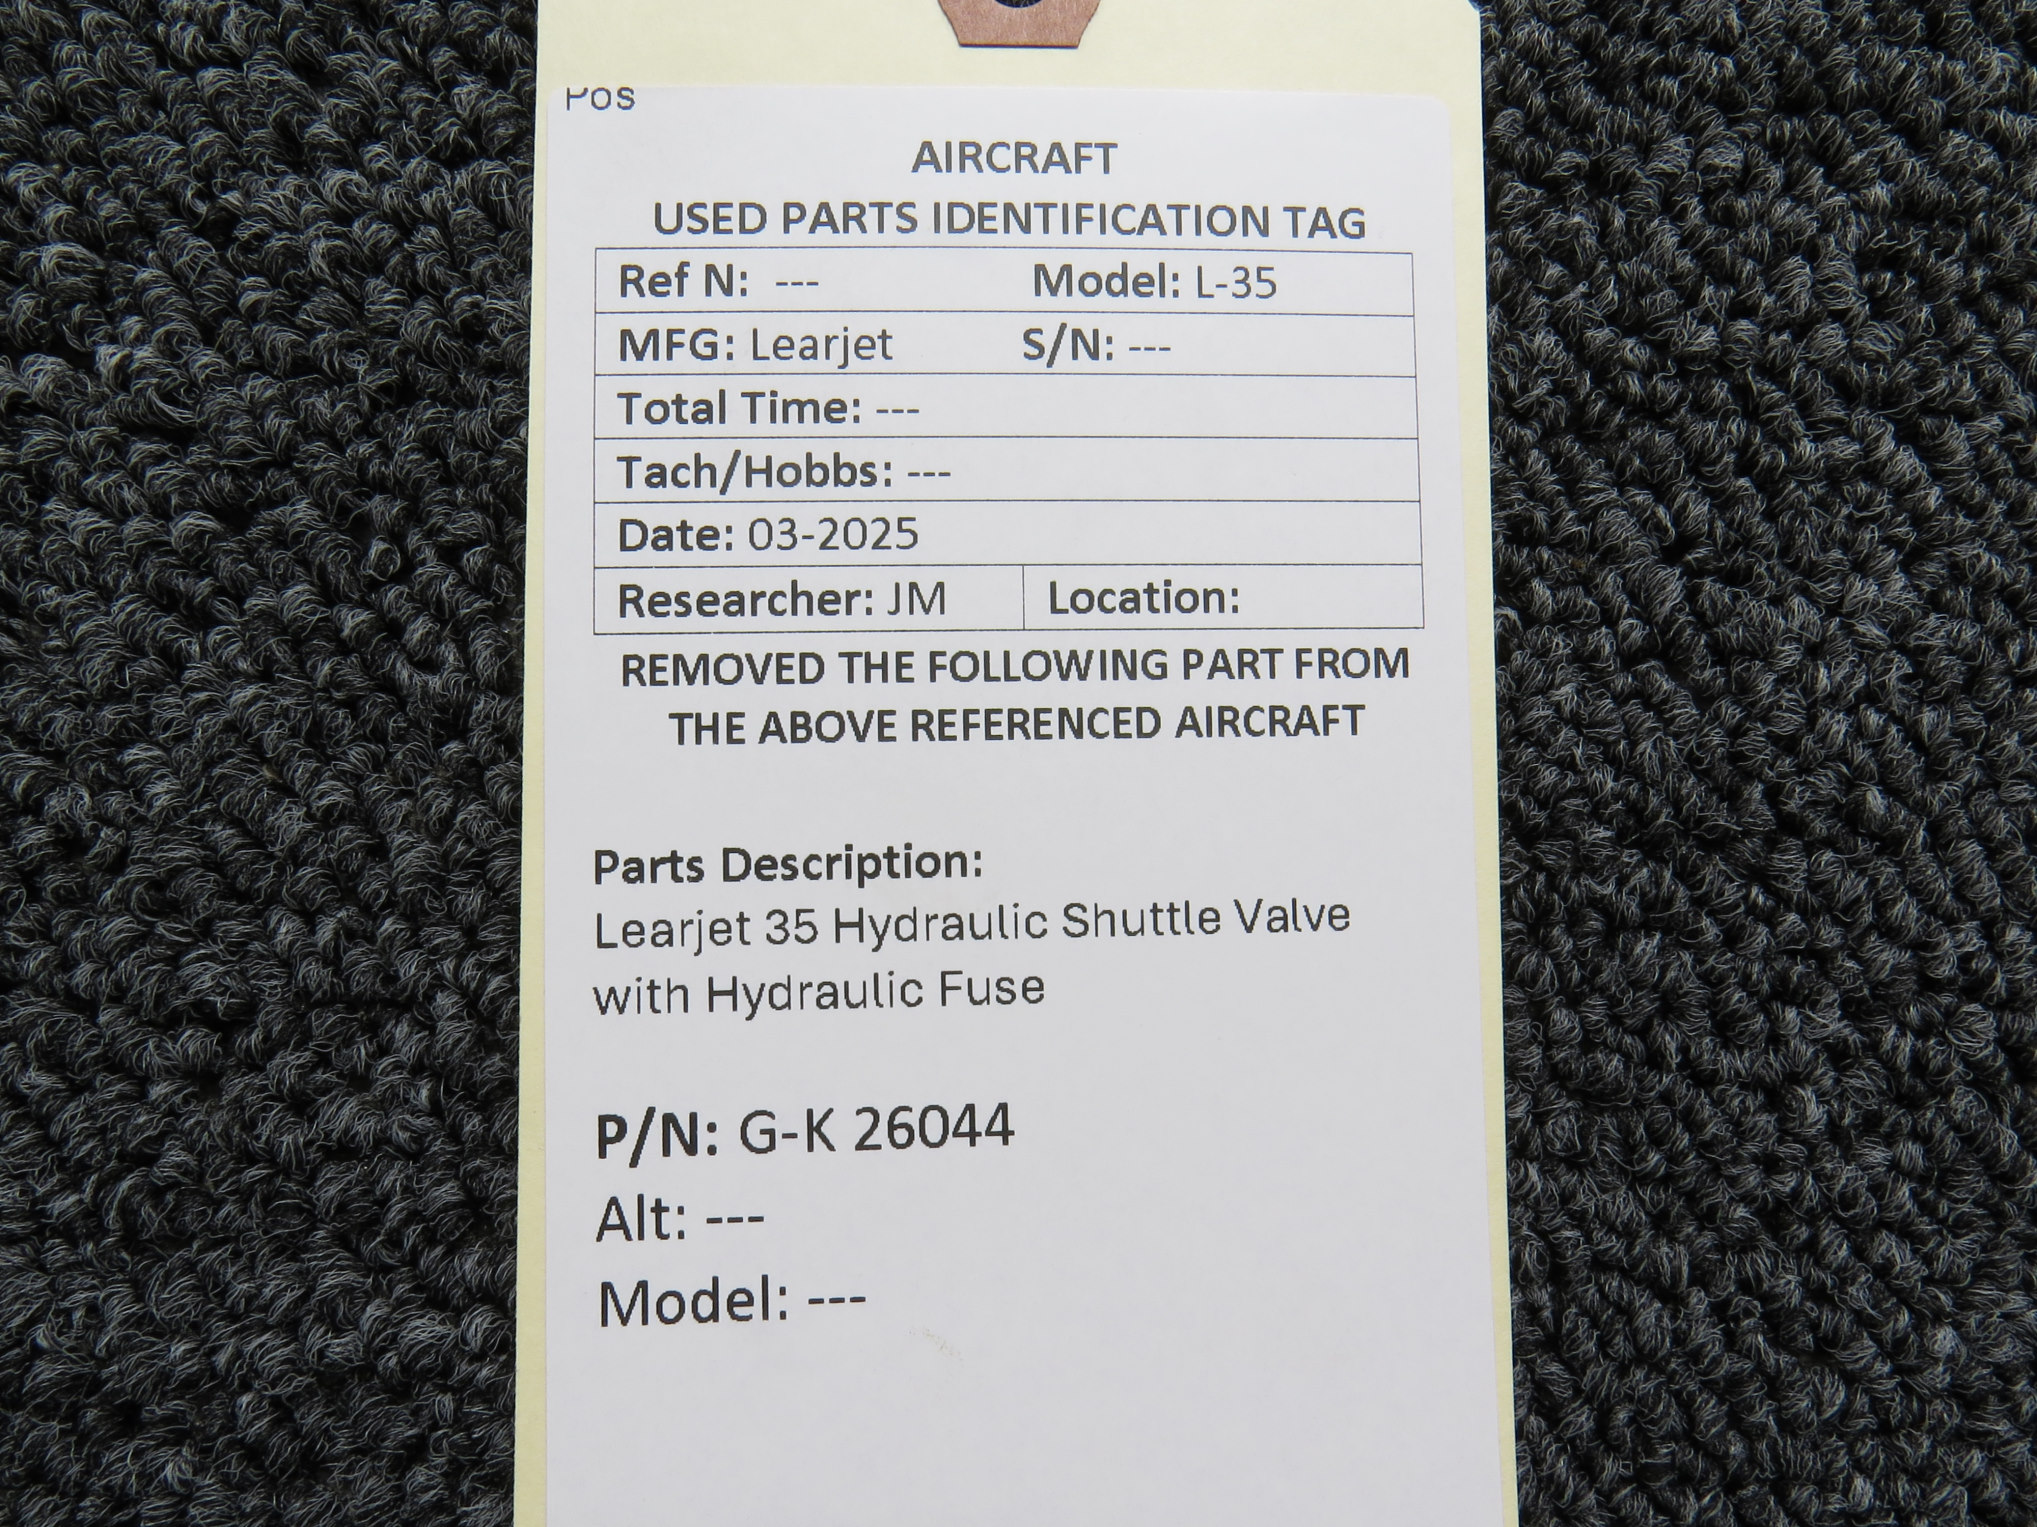 Pos
AIRCRAFT
USED PARTS IDENTIFICATION TAG
Ref N: --- Model: L-35
MFG: Learjet S/N: ---
Total Time: ---
Tach/Hobbs: ---
Date: 03-2025
Researcher: JM Location:
REMOVED THE FOLLOWING PART FROM
THE ABOVE REFERENCED AIRCRAFT
Parts Description:
Learjet 35 Hydraulic Shuttle Valve
with Hydraulic Fuse
P/N: G-K 26044
Alt: ---
Model: ---